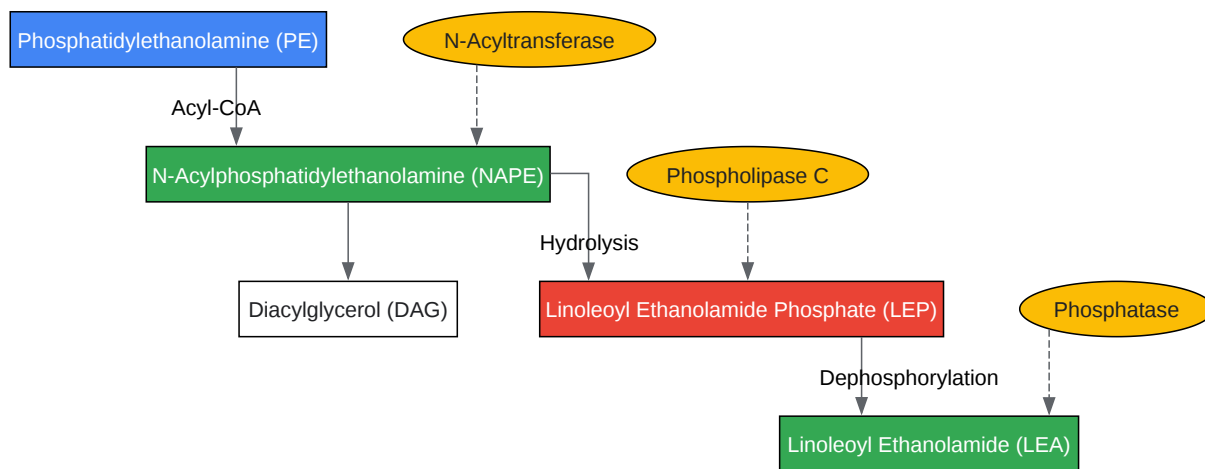 Phosphatidylethanolamine (PE)
N-Acyltransferase
Acyl-CoA
N-Acylphosphatidylethanolamine (NAPE)
Phospholipase C
Hydrolysis
Diacylglycerol (DAG)
Linoleoyl Ethanolamide Phosphate (LEP)
Phosphatase
Dephosphorylation
Linoleoyl Ethanolamide (LEA)